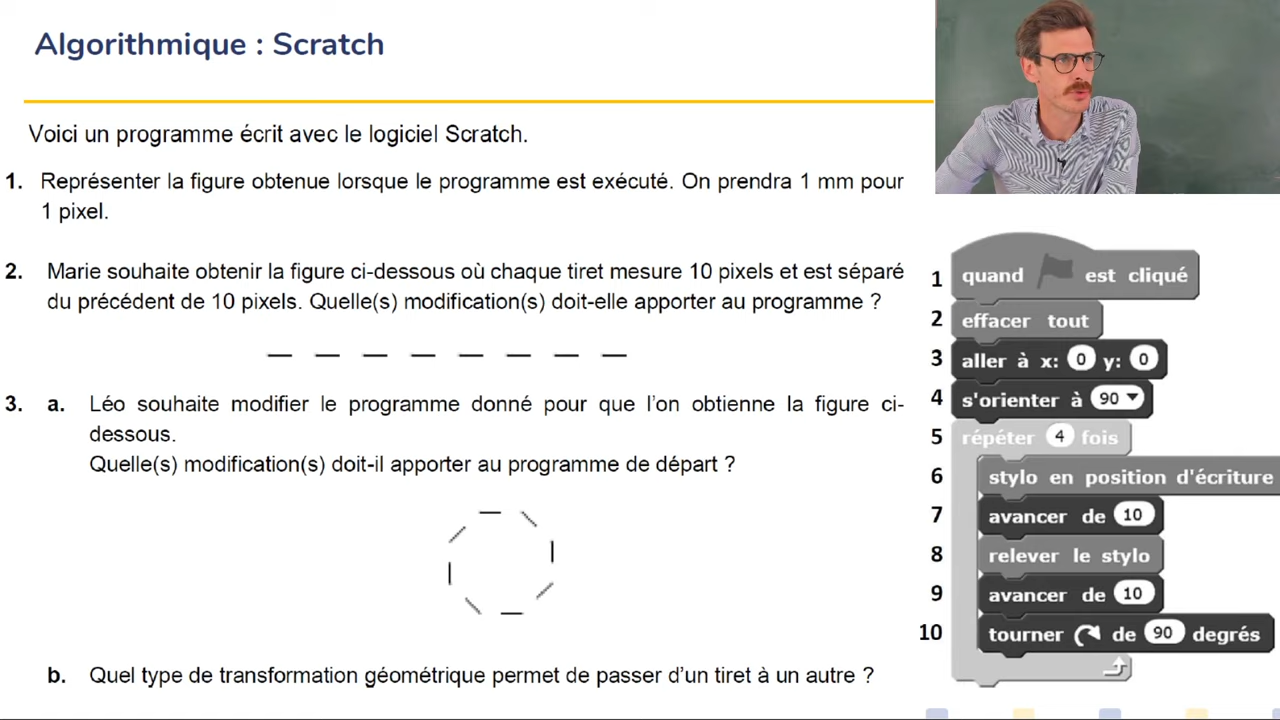 Algorithmique : Scratch
Voici un programme écrit avec le logiciel Scratch.
1. Représenter la figure obtenue lorsque le programme est exécuté. On prendra 1 mm pour
1 pixel.
2. Marie souhaite obtenir la figure ci-dessous où chaque tiret mesure 10 pixels et est séparé
du précédent de 10 pixels. Quelle(s) modification(s) doit-elle apporter au programme ?
3. a. Léo souhaite modifier le programme donné pour que l'on obtienne la figure ci-
dessous.
Quelle(s) modification(s) doit-il apporter au programme de départ ?
b. Quel type de transformation géométrique permet de passer d'un tiret à un autre ?
1 quand est cliqué
2 effacer tout
3 aller à x: 0 y: 0
4 s'orienter à 90
5 répéter 4 fois
6 stylo en position d'écriture
7 avancer de 10
8 relever le stylo
9 avancer de 10
10 tourner de 90 degrés